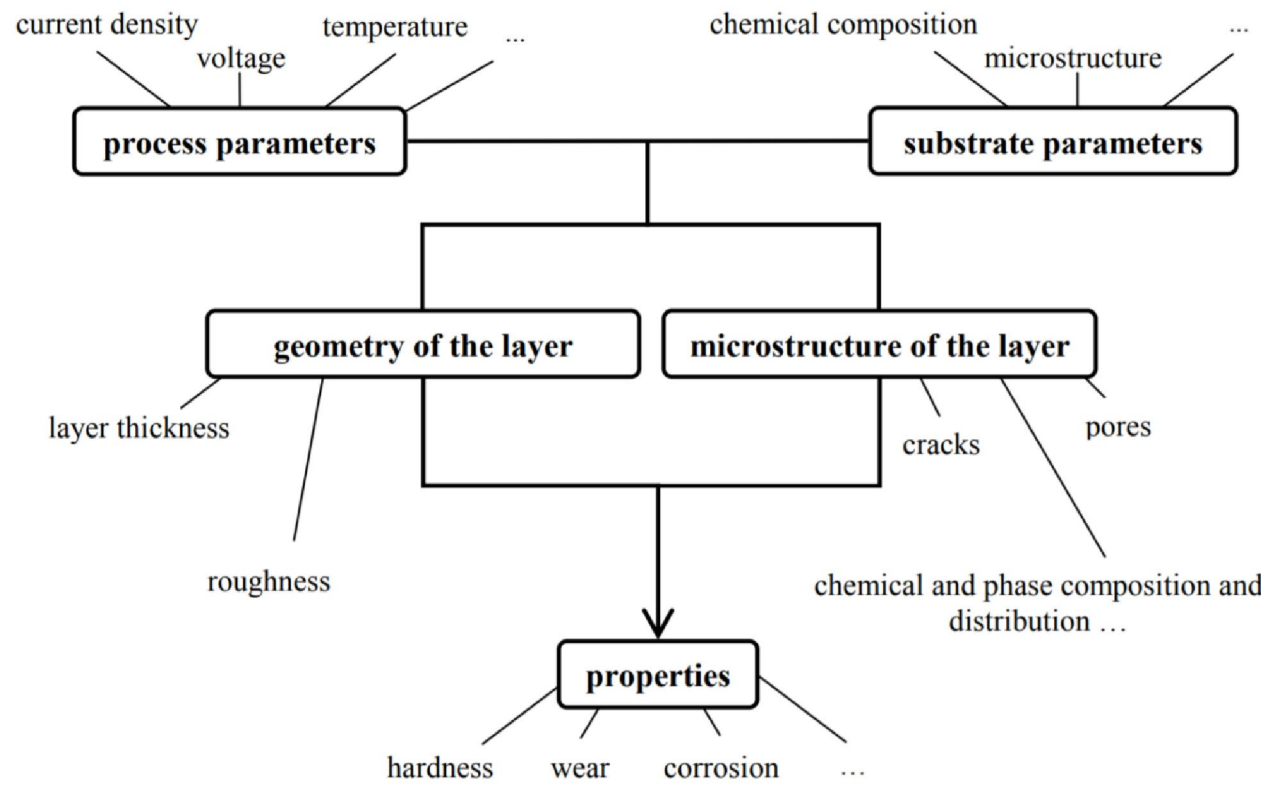 current density
voltage
temperature
...
chemical composition
microstructure
...
process parameters
substrate parameters
geometry of the layer
microstructure of the layer
layer thickness
roughness
cracks
pores
chemical and phase composition and
distribution …
properties
hardness
wear
corrosion
…